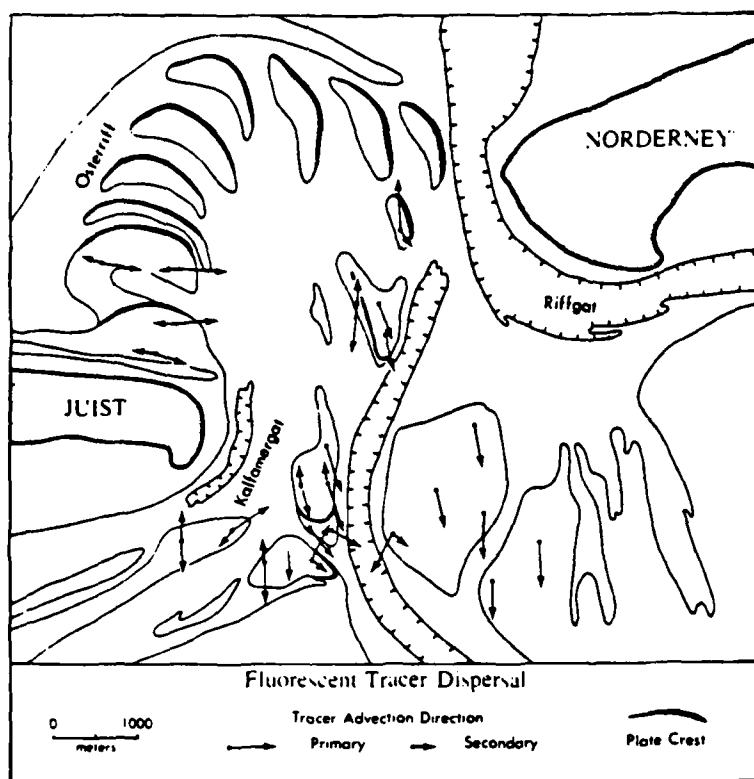 Osterriff
NORDERNEY
Riffgat
JUIST
Kalfamergat
Fluorescent Tracer Dispersal
Tracer Advection Direction
0 1000
meters
Primary
Secondary
Plate Crest